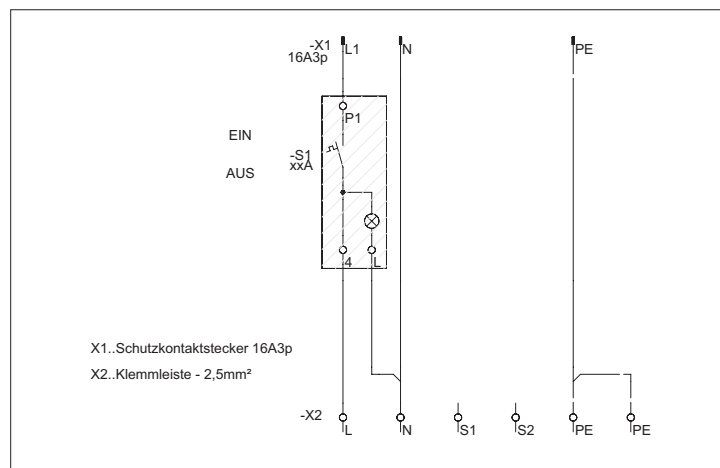 -X1 L1 N PE
16A3p
P1
EIN
-S1
xxA
AUS
4 L
X1..Schutzkontaktstecker 16A3p
X2..Klemmleiste - 2,5mm²
-X2
L N S1 S2 PE PE